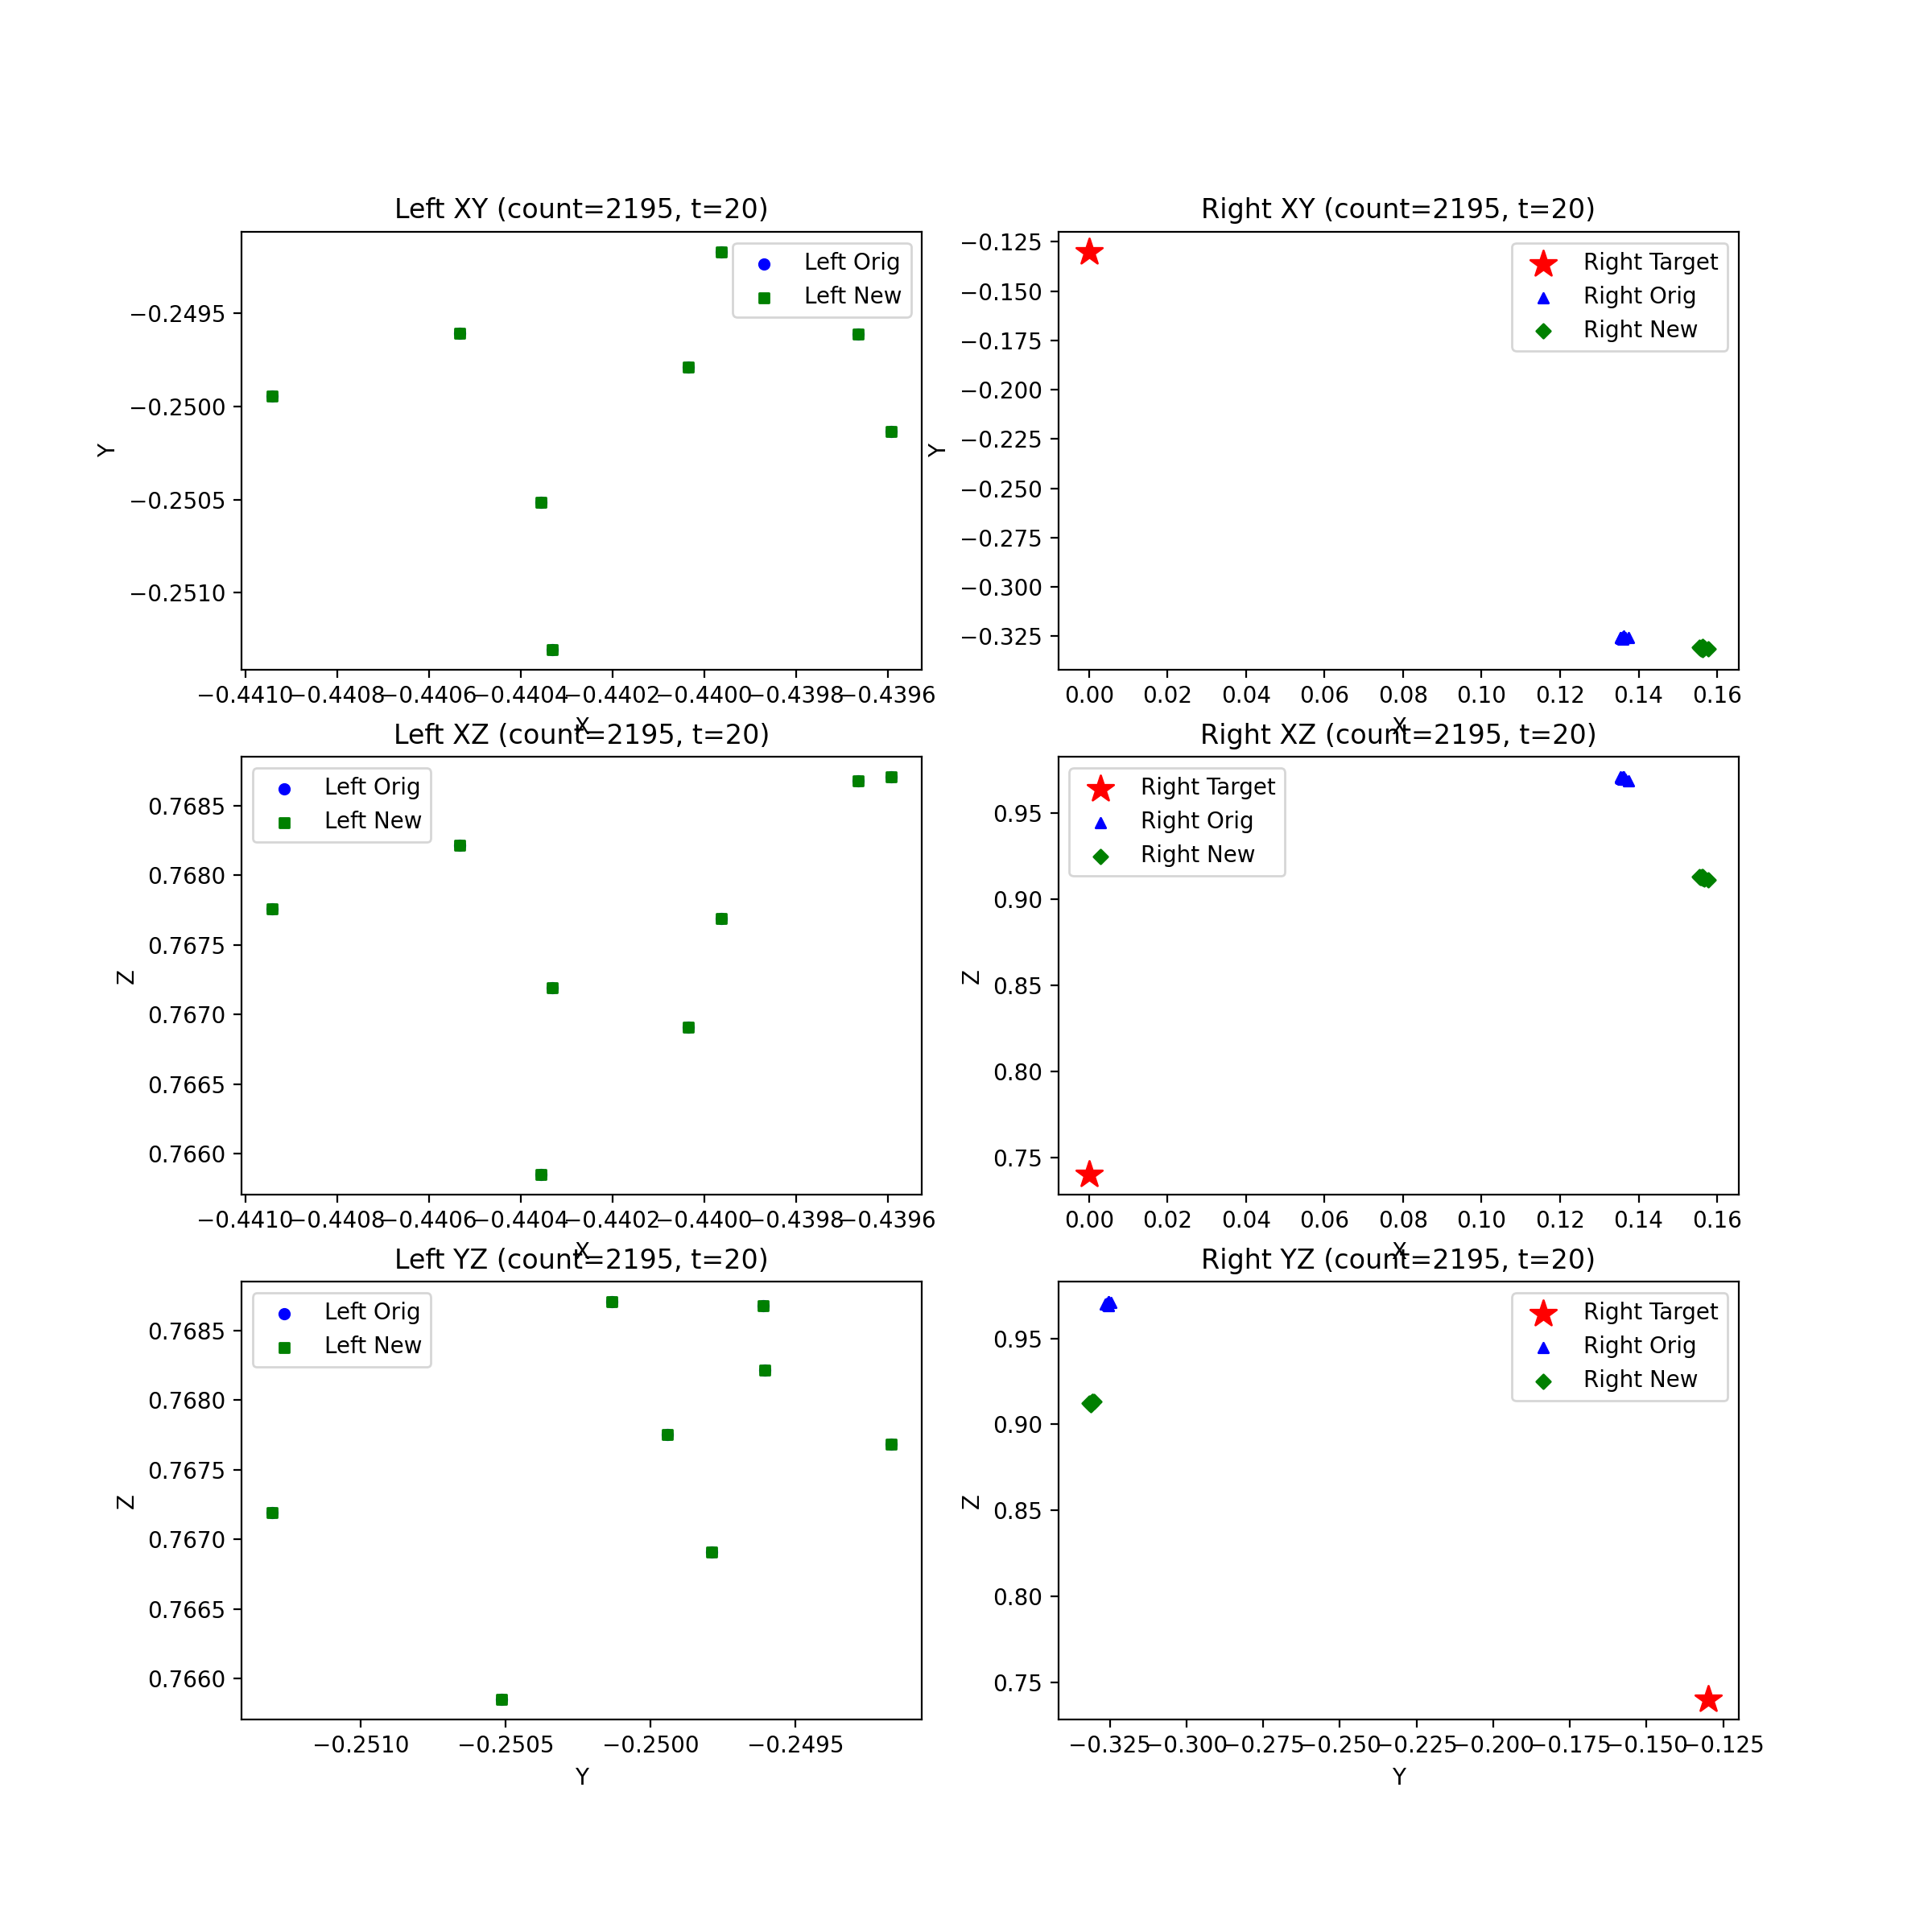 Left XY (count=2195, t=20)
Left Orig
Left New
−0.2495
−0.2500
−0.2505
−0.2510
Y
−0.4410 −0.4408 −0.4406 −0.4404 −0.4402 −0.4400 −0.4398 −0.4396
X
Right XY (count=2195, t=20)
Right Target
Right Orig
Right New
−0.125
−0.150
−0.175
−0.200
−0.225
−0.250
−0.275
−0.300
−0.325
Y
0.00 0.02 0.04 0.06 0.08 0.10 0.12 0.14 0.16
X
Left XZ (count=2195, t=20)
Left Orig
Left New
0.7685
0.7680
0.7675
0.7670
0.7665
0.7660
Z
−0.4410 −0.4408 −0.4406 −0.4404 −0.4402 −0.4400 −0.4398 −0.4396
X
Right XZ (count=2195, t=20)
Right Target
Right Orig
Right New
0.95
0.90
0.85
0.80
0.75
Z
0.00 0.02 0.04 0.06 0.08 0.10 0.12 0.14 0.16
X
Left YZ (count=2195, t=20)
Left Orig
Left New
0.7685
0.7680
0.7675
0.7670
0.7665
0.7660
Z
−0.2510 −0.2505 −0.2500 −0.2495
Y
Right YZ (count=2195, t=20)
Right Target
Right Orig
Right New
0.95
0.90
0.85
0.80
0.75
Z
−0.325 −0.300 −0.275 −0.250 −0.225 −0.200 −0.175 −0.150 −0.125
Y